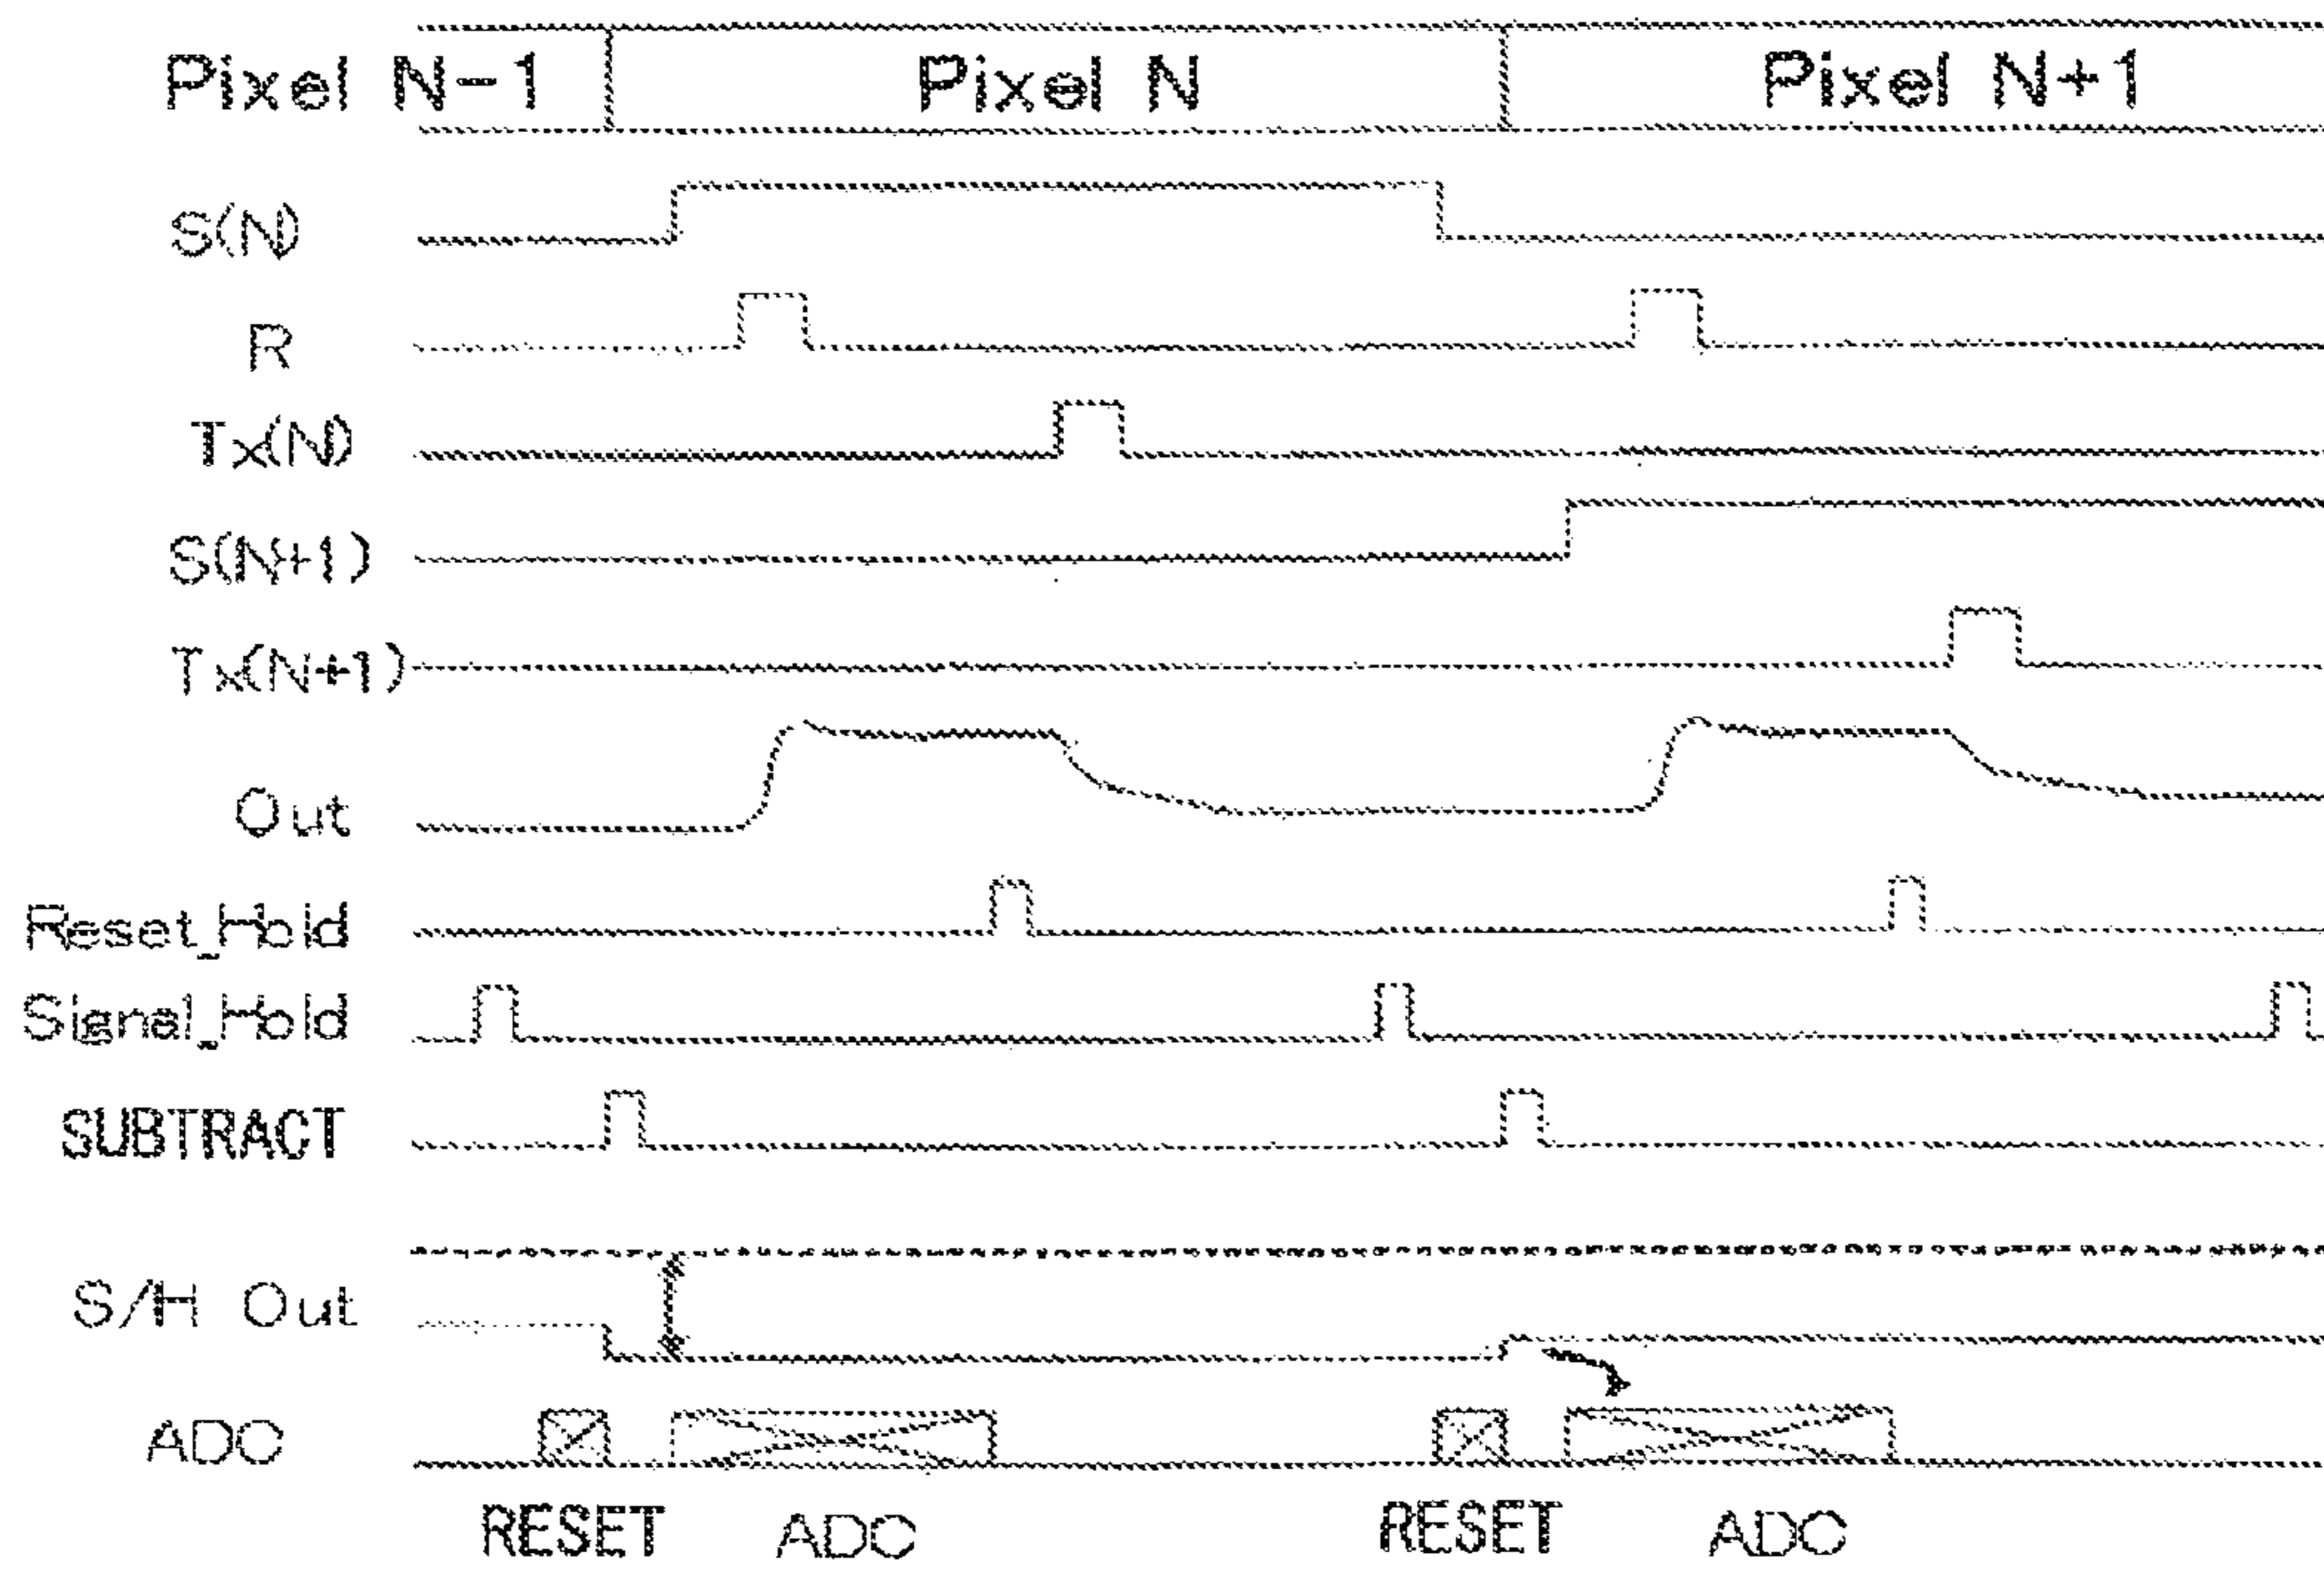 Pixel N-1 Pixel N Pixel N+1
S(N)
R
Tx(N)
S(N+1)
Tx(N+1)
Out
Reset_Hold
Signal_Hold
SUBTRACT
S/H Out
ADC
RESET ADC RESET ADC